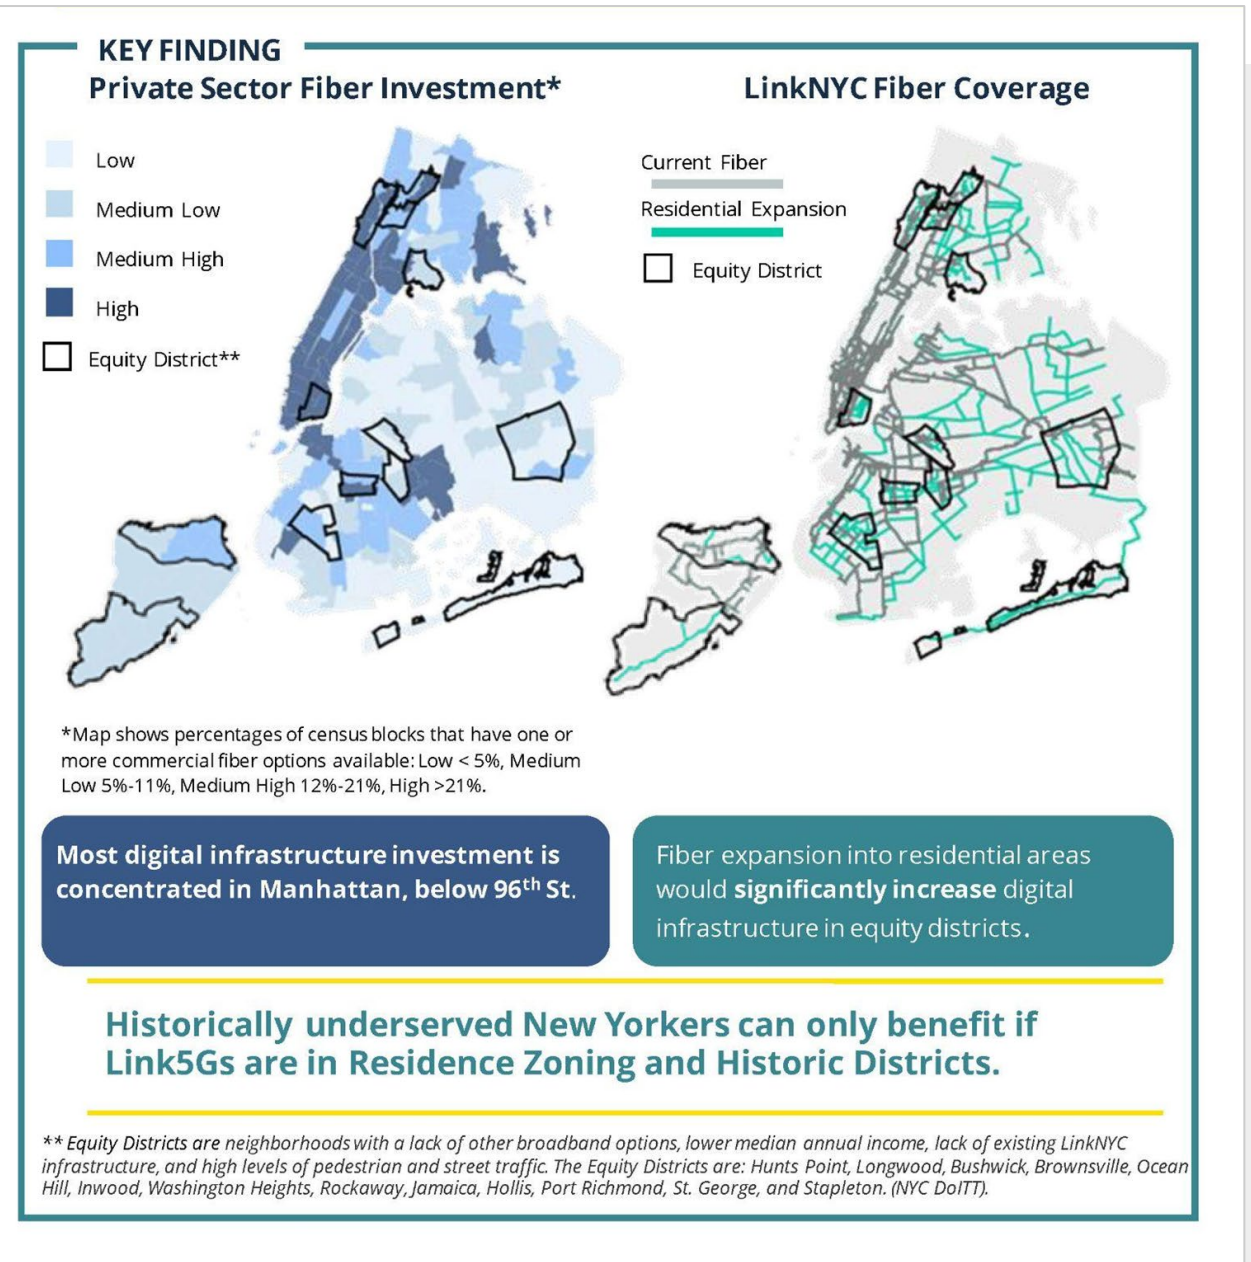 KEY FINDING
Private Sector Fiber Investment*
Low
Medium Low
Medium High
High
Equity District**
LinkNYC Fiber Coverage
Current Fiber
Residential Expansion
Equity District
*Map shows percentages of census blocks that have one or
more commercial fiber options available: Low < 5%, Medium
Low 5%-11%, Medium High 12%-21%, High >21%.
Most digital infrastructure investment is
concentrated in Manhattan, below 96th St.
Fiber expansion into residential areas
would significantly increase digital
infrastructure in equity districts.
Historically underserved New Yorkers can only benefit if
Link5Gs are in Residence Zoning and Historic Districts.
** Equity Districts are neighborhoods with a lack of other broadband options, lower median annual income, lack of existing LinkNYC
infrastructure, and high levels of pedestrian and street traffic. The Equity Districts are: Hunts Point, Longwood, Bushwick, Brownsville, Ocean
Hill, Inwood, Washington Heights, Rockaway, Jamaica, Hollis, Port Richmond, St. George, and Stapleton. (NYC DoITT).